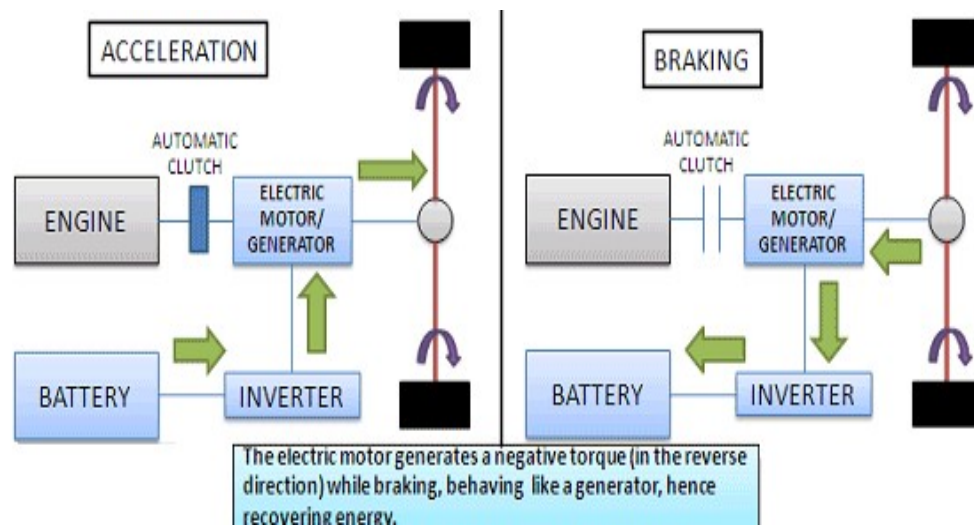 ACCELERATION
AUTOMATIC
CLUTCH
ENGINE
ELECTRIC
MOTOR/
GENERATOR
BATTERY
INVERTER
BRAKING
AUTOMATIC
CLUTCH
ENGINE
ELECTRIC
MOTOR/
GENERATOR
BATTERY
INVERTER
The electric motor generates a negative torque (in the reverse
direction) while braking, behaving like a generator, hence
recovering energy.